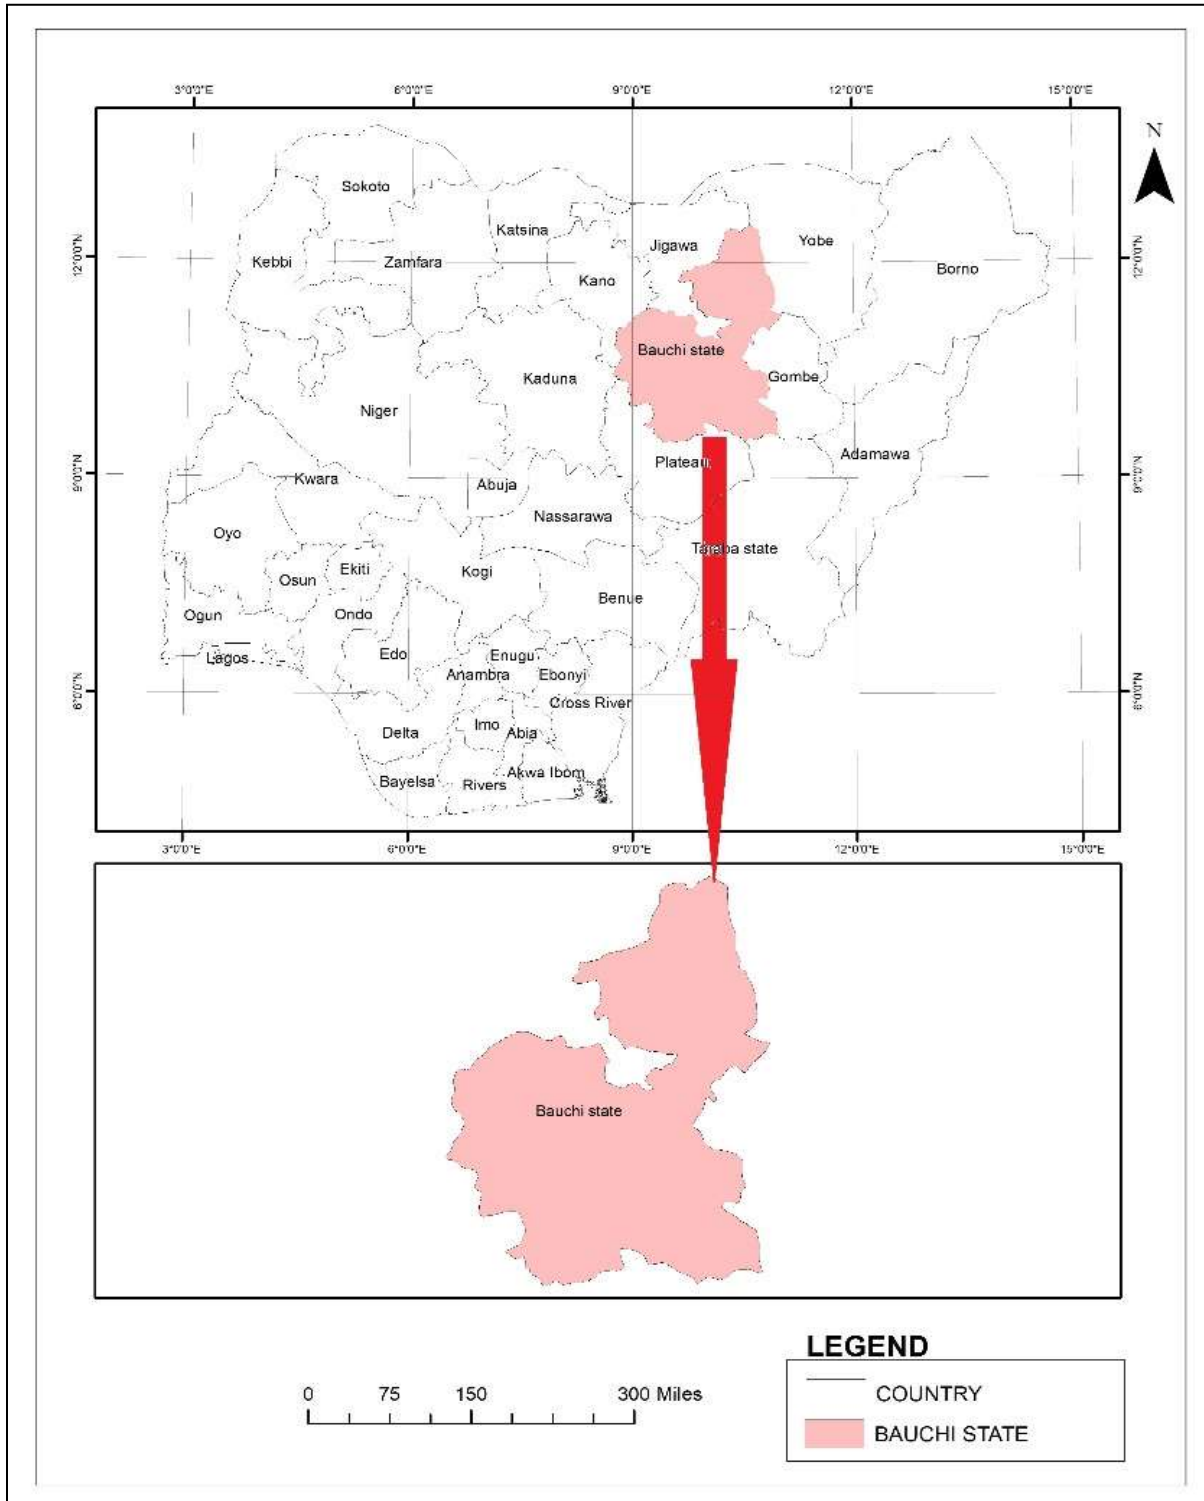 3°0'0"E 6°0'0"E 9°0'0"E 12°0'0"E 15°0'0"E
N
Sokoto
Katsina
Jigawa
Yobe
Kebbi
Zamfara
Kano
Borno
12°0'0"N
12°0'0"N
Bauchi state
Kaduna
Gombe
Niger
Adamawa
Plateau
9°0'0"N
9°0'0"N
Kwara
Abuja
Nassarawa
Oyo
Taraba state
Ekiti
Osun
Kogi
Benue
Ogun
Ondo
Lagos
Edo
Enugu
Anambra
Ebonyi
6°0'0"N
6°0'0"N
Cross River
Delta
Imo
Abia
Akwa Ibom
Bayelsa
Rivers
3°0'0"E 6°0'0"E 9°0'0"E 12°0'0"E 15°0'0"E
Bauchi state
LEGEND
COUNTRY
BAUCHI STATE
0 75 150 300 Miles